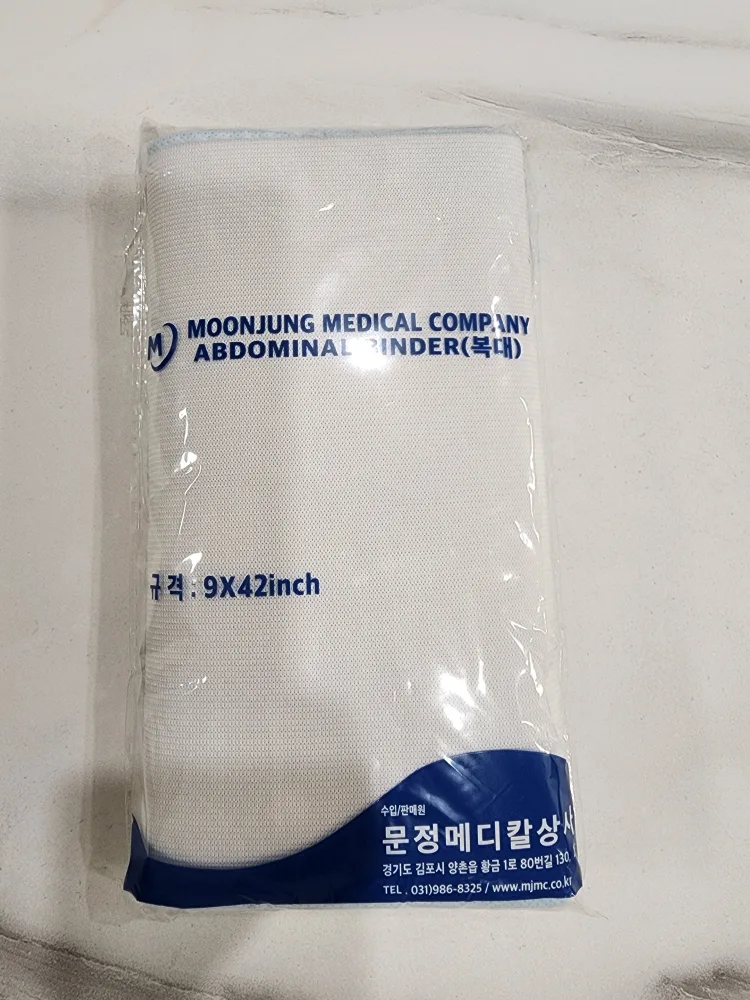 M
MOONJUNG MEDICAL COMPANY
ABDOMINAL BINDER(복대)
규 격 : 9X42inch
수입/판매원
문정메디칼상사
경기도 김포시 양촌읍 황금 1로 80번길 130,
TEL . 031)986-8325 / www.mjmc.co.kr